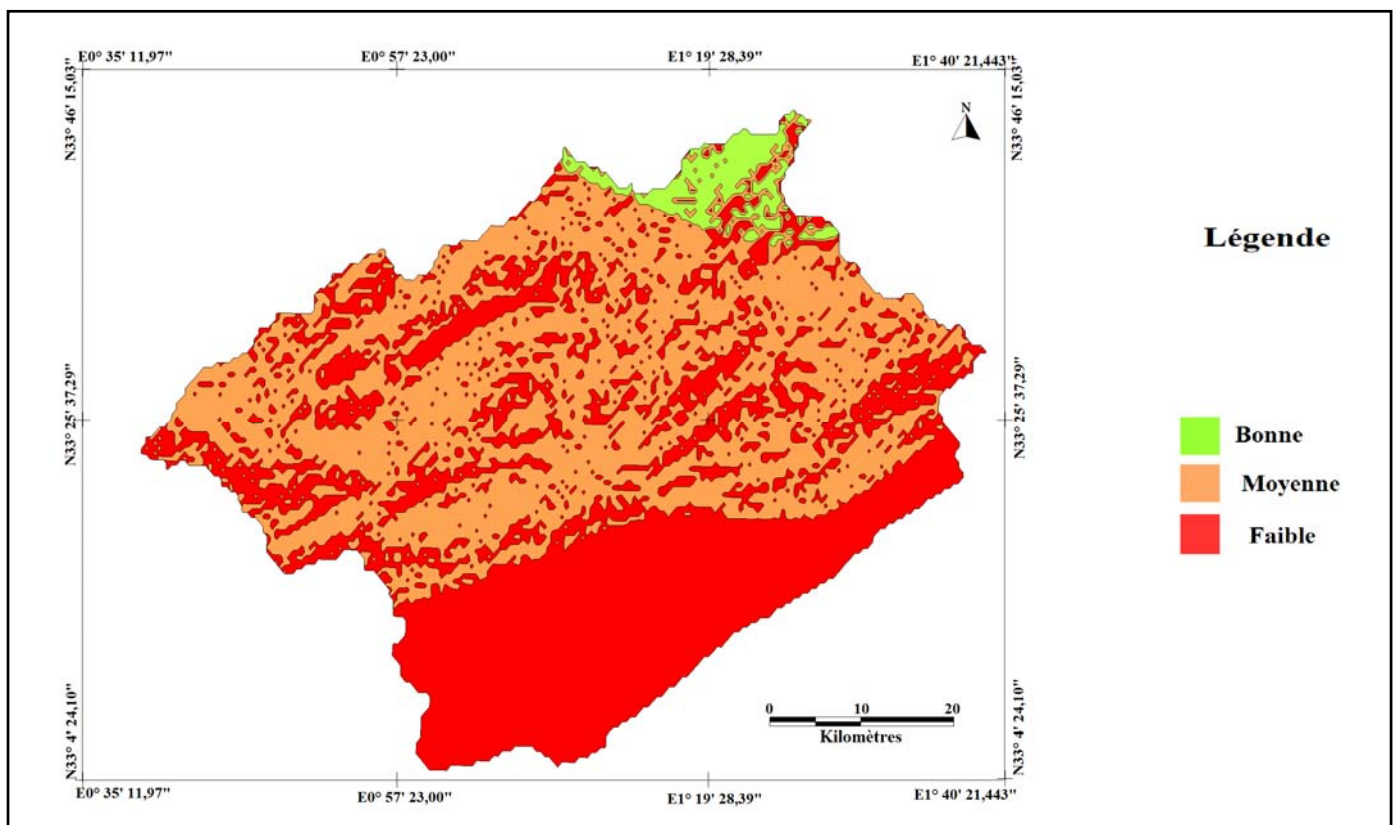 E0° 35' 11,97"
E0° 57' 23,00"
E1° 19' 28,39"
E1° 40' 21,443"
N33° 46' 15,03"
N33° 46' 15,03"
N
Légende
N33° 25' 37,29"
N33° 25' 37,29"
Bonne
Moyenne
Faible
N33° 4' 24,10"
N33° 4' 24,10"
0 10 20
Kilomètres
E0° 35' 11,97"
E0° 57' 23,00"
E1° 19' 28,39"
E1° 40' 21,443"